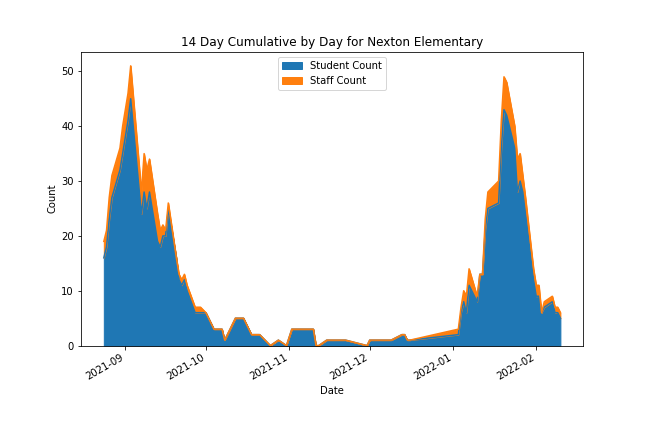 14 Day Cumulative by Day for Nexton Elementary
Student Count
Staff Count
50
40
30
20
10
0
Count
2021-09
2021-10
2021-11
2021-12
2022-01
2022-02
Date